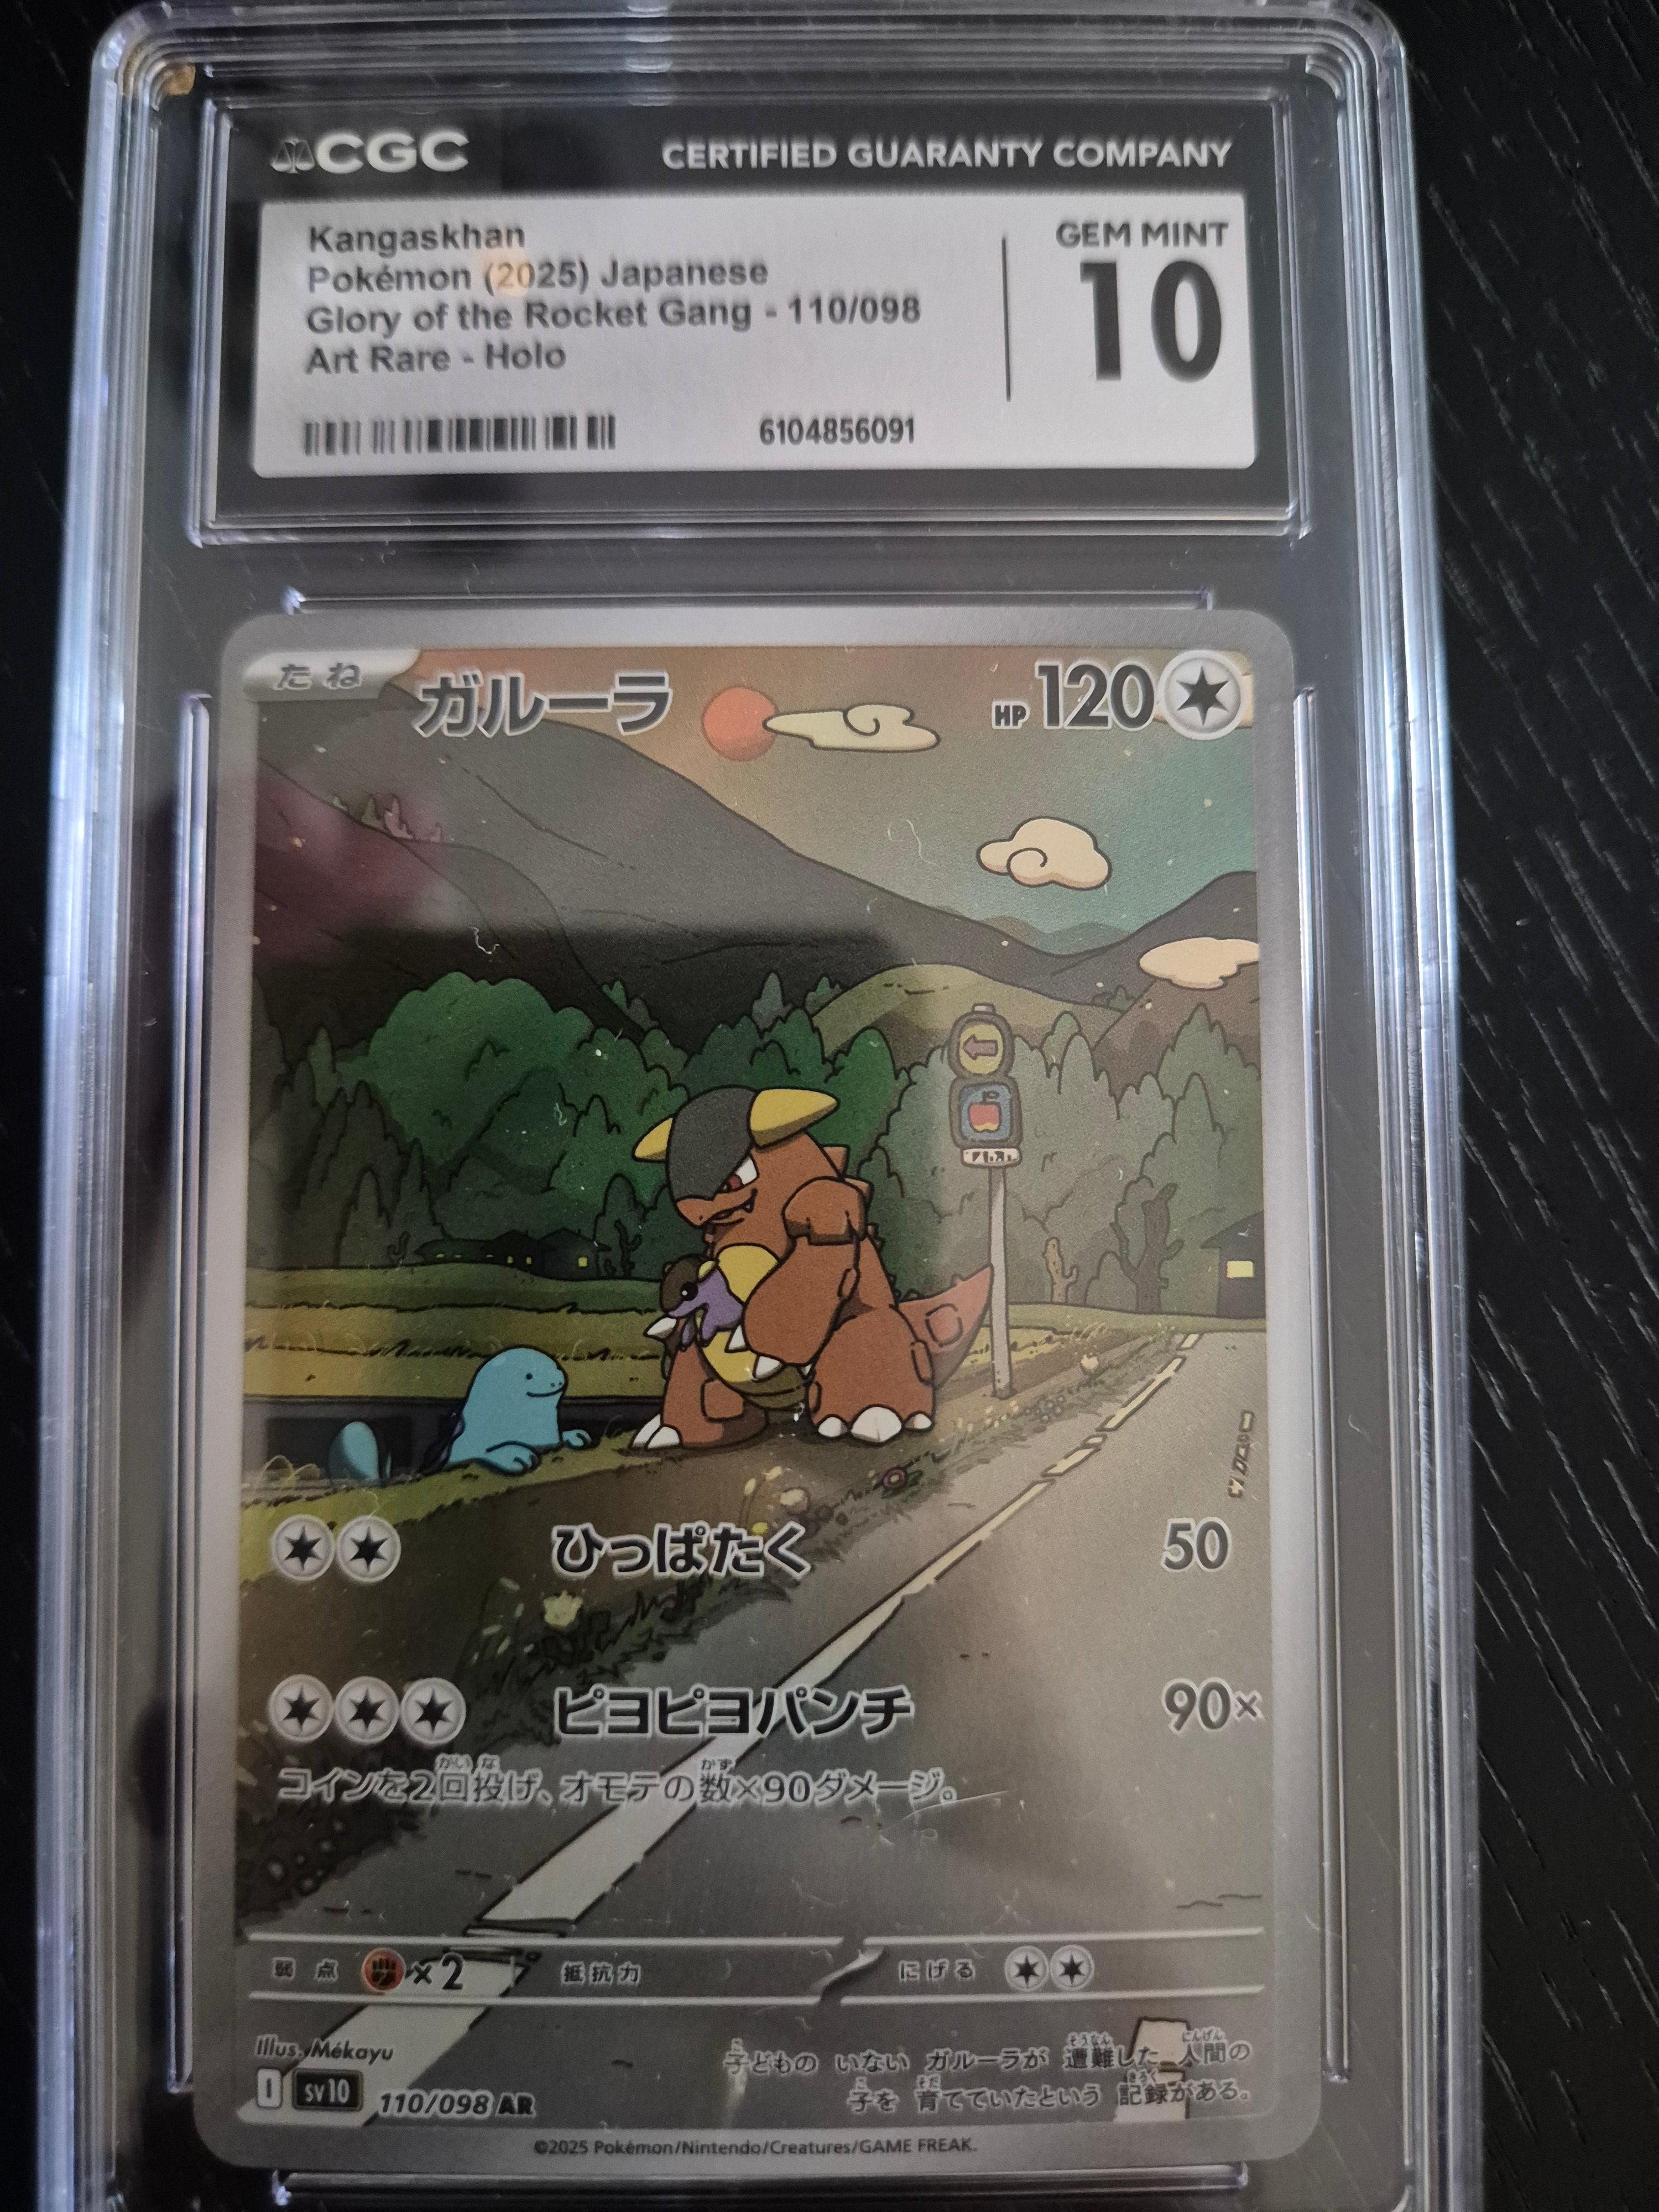 CGC CERTIFIED GUARANTY COMPANY
Kangaskhan
Pokémon (2025) Japanese
Glory of the Rocket Gang - 110/098
Art Rare - Holo
GEM MINT
10
6104856091
たね ガルーラ HP 120
ひっぱたく 50
ピヨピヨパンチ 90×
コインを2回投げ、オモテの数×90ダメージ。
弱点 ×2 抵抗力 にげる
Illus. Mékayu
子どもの いない ガルーラが 遭難した 人間の
子を 育てていたという 記録がある。
I sv10 110/098 AR
©2025 Pokémon/Nintendo/Creatures/GAME FREAK.